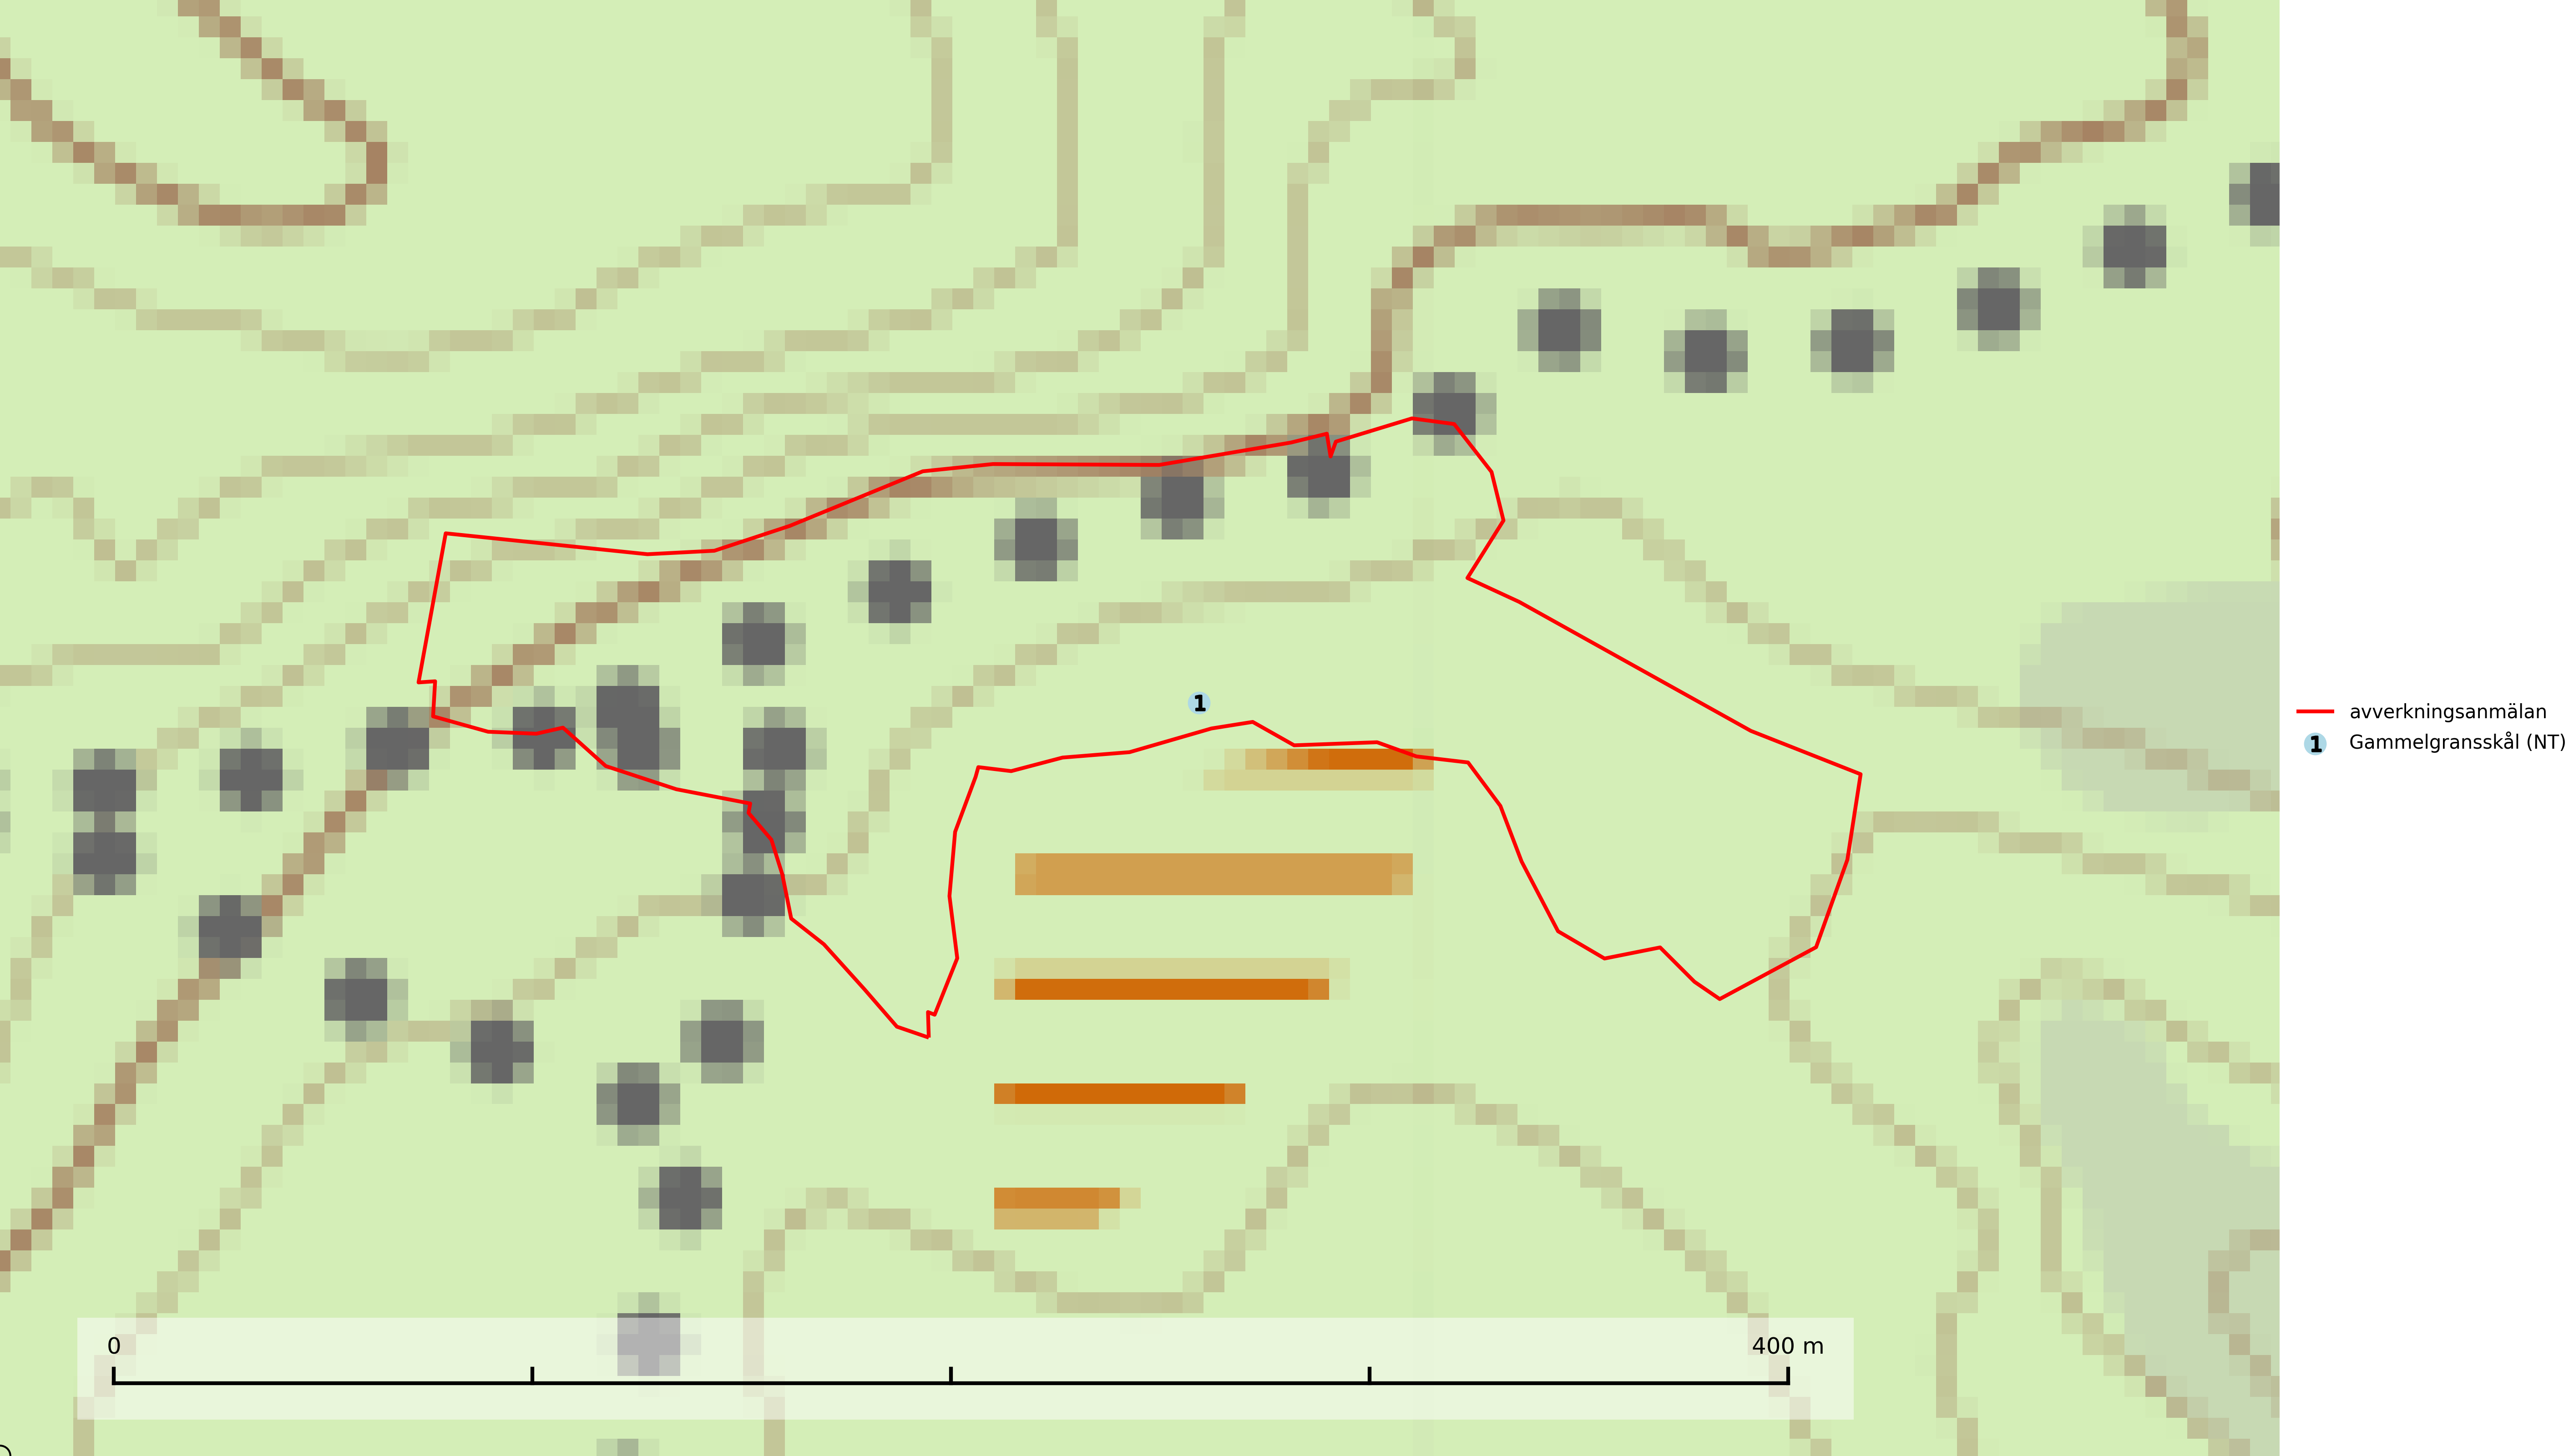 1
avverkningsanmälan
1 Gammelgransskål (NT)
0 400 m